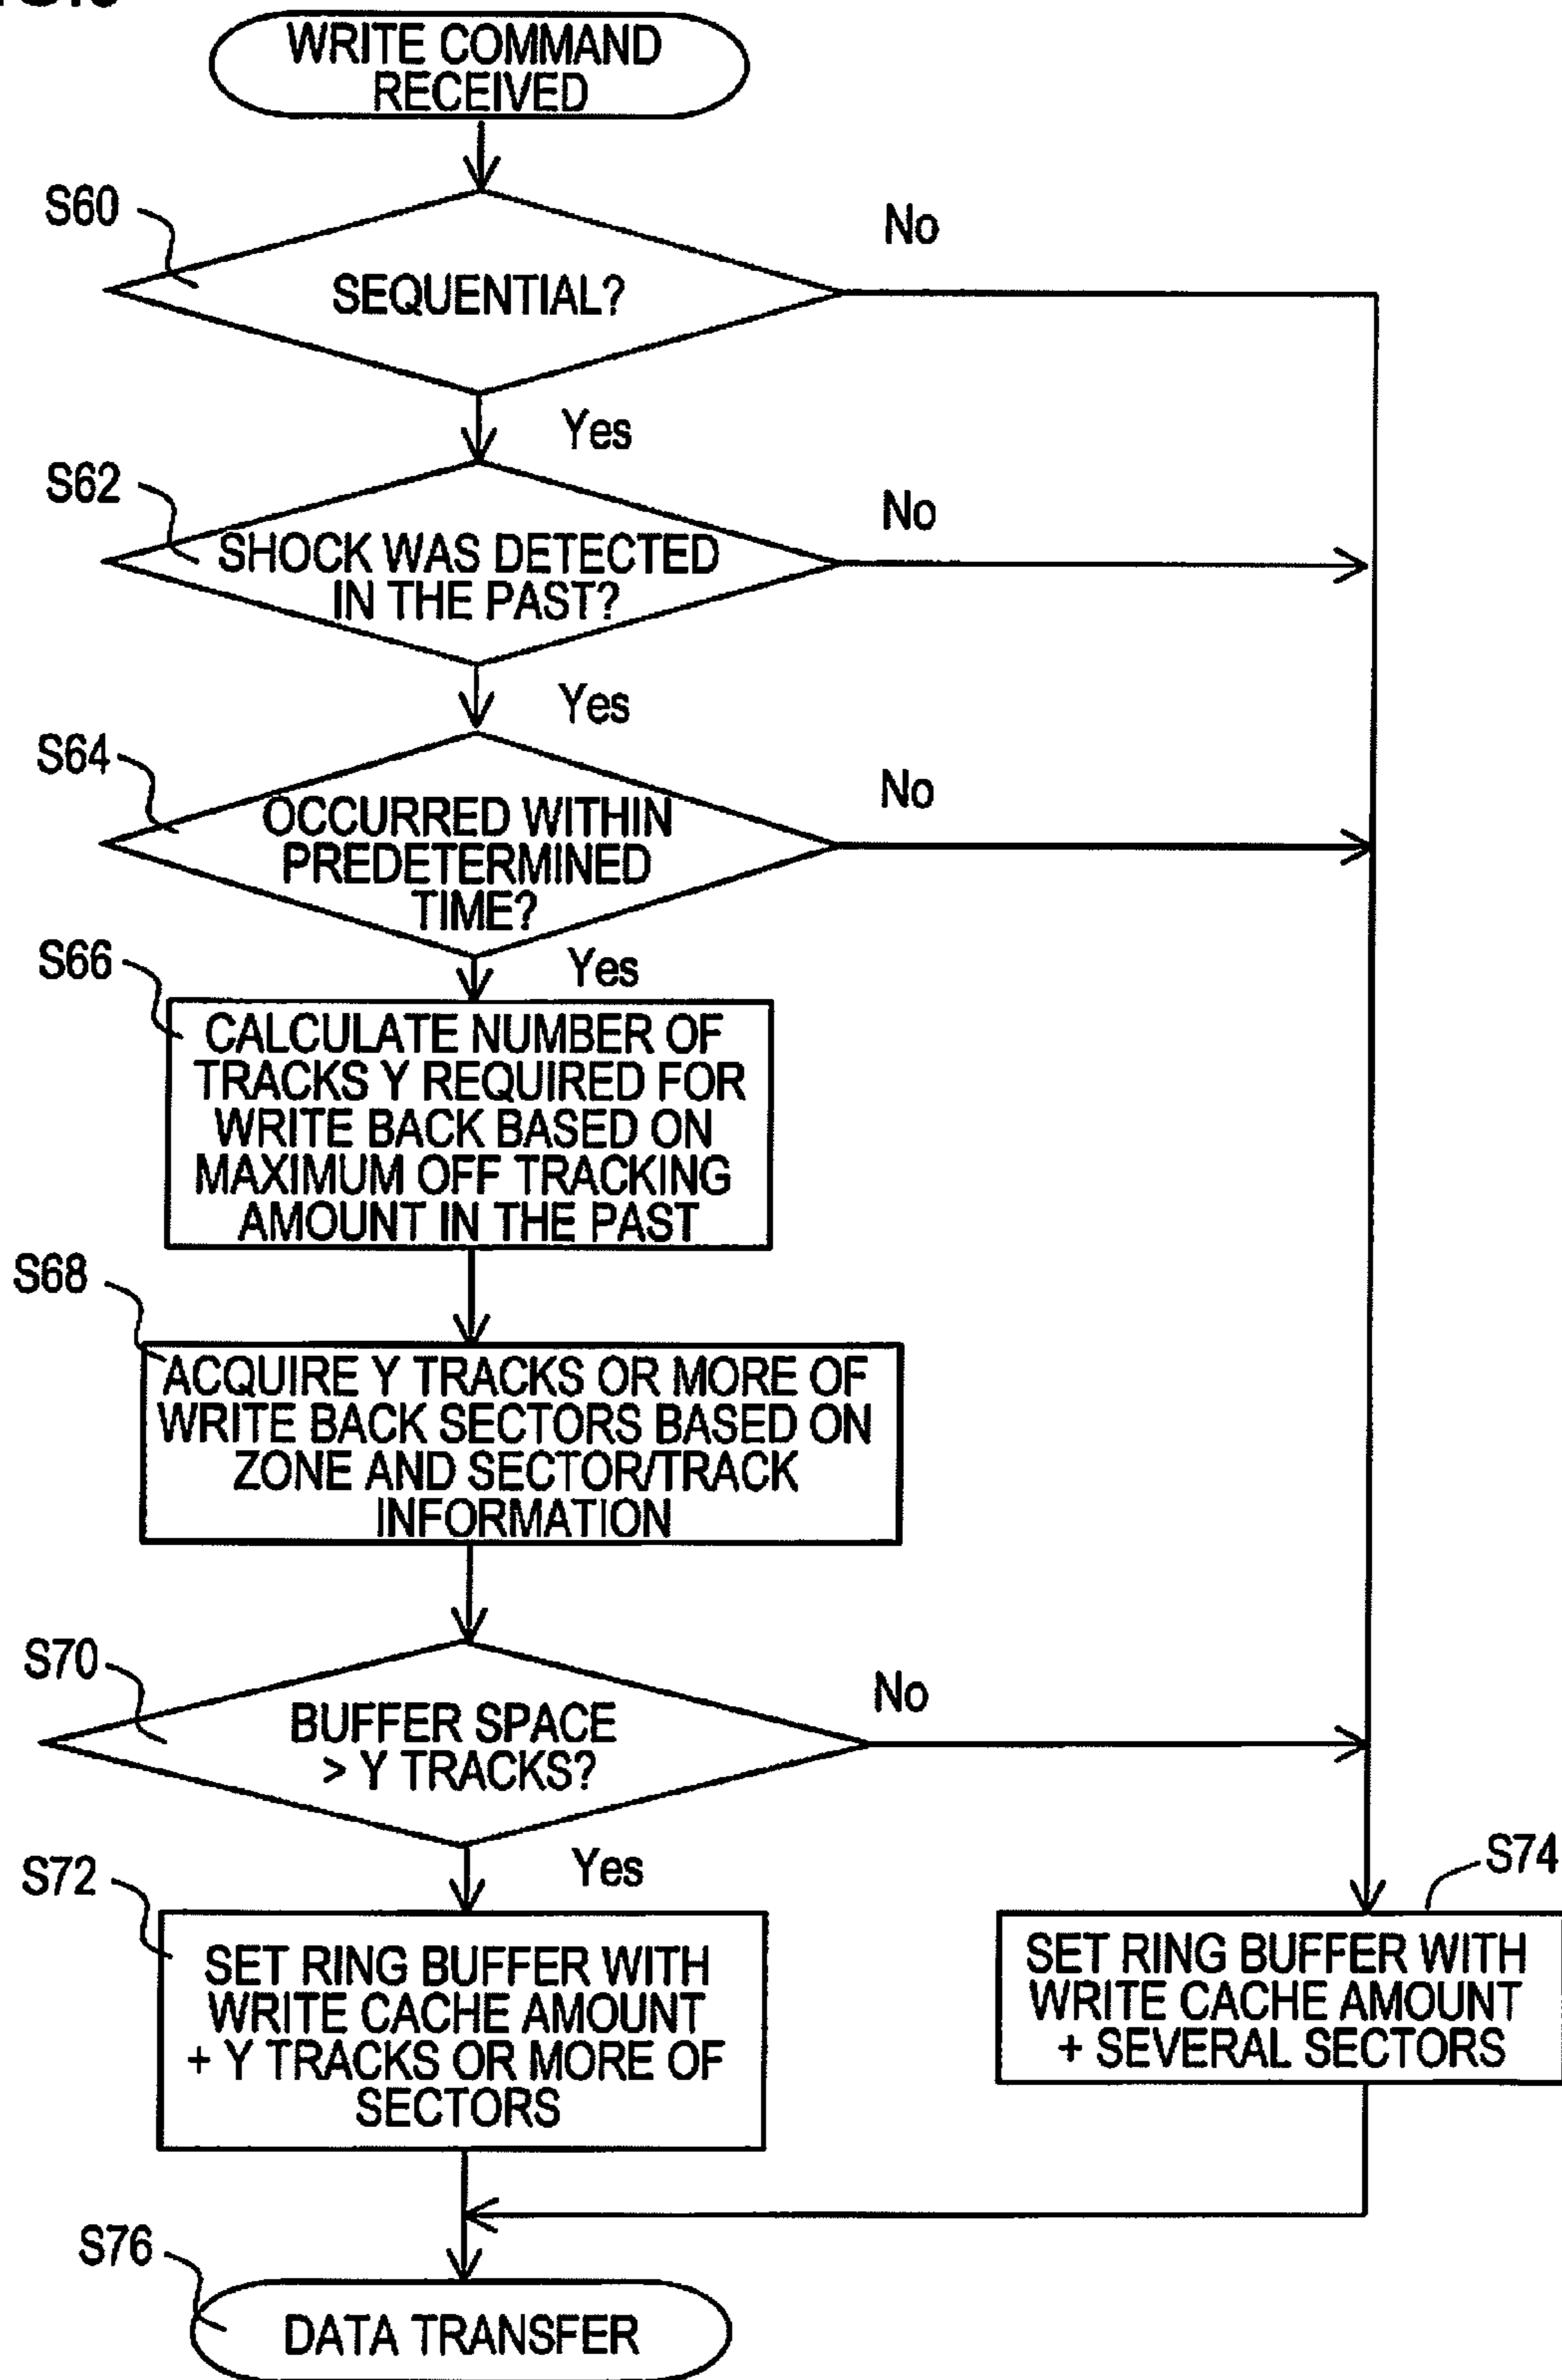 WRITE COMMAND
RECEIVED
S60
No
SEQUENTIAL?
Yes
S62
No
SHOCK WAS DETECTED
IN THE PAST?
Yes
S64
No
OCCURRED WITHIN
PREDETERMINED
TIME?
S66
Yes
CALCULATE NUMBER OF
TRACKS Y REQUIRED FOR
WRITE BACK BASED ON
MAXIMUM OFF TRACKING
AMOUNT IN THE PAST
S68
ACQUIRE Y TRACKS OR MORE OF
WRITE BACK SECTORS BASED ON
ZONE AND SECTOR/TRACK
INFORMATION
S70
No
BUFFER SPACE
> Y TRACKS?
S72
Yes
S74
SET RING BUFFER WITH
WRITE CACHE AMOUNT
+ Y TRACKS OR MORE OF
SECTORS
SET RING BUFFER WITH
WRITE CACHE AMOUNT
+ SEVERAL SECTORS
S76
DATA TRANSFER